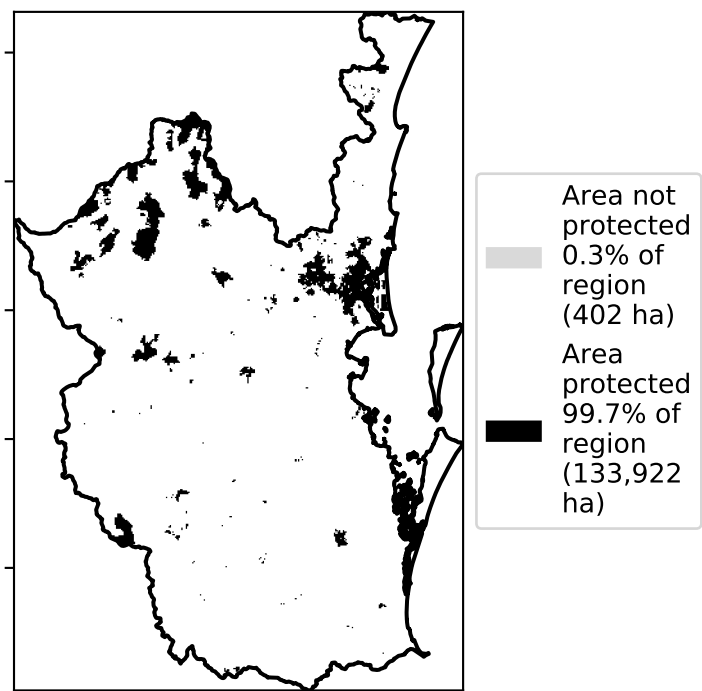 Area not
protected
0.3% of
region
(402 ha)
Area
protected
99.7% of
region
(133,922
ha)